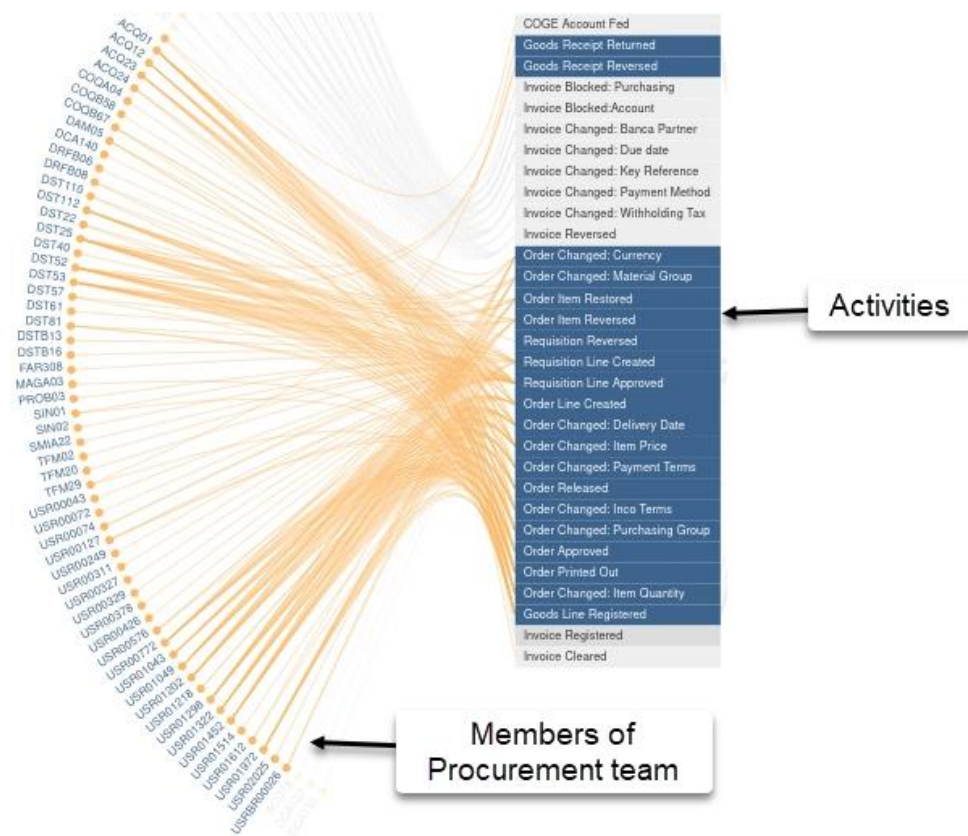 ACQ01
ACQ12
ACQ23
ACQ24
COQA04
COQB58
COQB67
DAM05
DCA140
DRFB06
DRFB08
DST110
DST112
DST22
DST25
DST40
DST52
DST53
DST57
DST61
DST81
DSTB13
DSTB16
FAR308
MAGA03
PROB03
SIN01
SIN02
SMIA22
TFM02
TFM20
TFM29
USR00043
USR00072
USR00074
USR00127
USR00249
USR00311
USR00327
USR00329
USR00378
USR00426
USR00576
USR00772
USR01043
USR01049
USR01202
USR01218
USR01298
USR01322
USR01452
USR01514
USR01612
USR01972
USR02025
USRBR00026
COGE Account Fed
Goods Receipt Returned
Goods Receipt Reversed
Invoice Blocked: Purchasing
Invoice Blocked:Account
Invoice Changed: Banca Partner
Invoice Changed: Due date
Invoice Changed: Key Reference
Invoice Changed: Payment Method
Invoice Changed: Withholding Tax
Invoice Reversed
Order Changed: Currency
Order Changed: Material Group
Order Item Restored
Order Item Reversed
Requisition Reversed
Requisition Line Created
Requisition Line Approved
Order Line Created
Order Changed: Delivery Date
Order Changed: Item Price
Order Changed: Payment Terms
Order Released
Order Changed: Inco Terms
Order Changed: Purchasing Group
Order Approved
Order Printed Out
Order Changed: Item Quantity
Goods Line Registered
Invoice Registered
Invoice Cleared
Activities
Members of
Procurement team